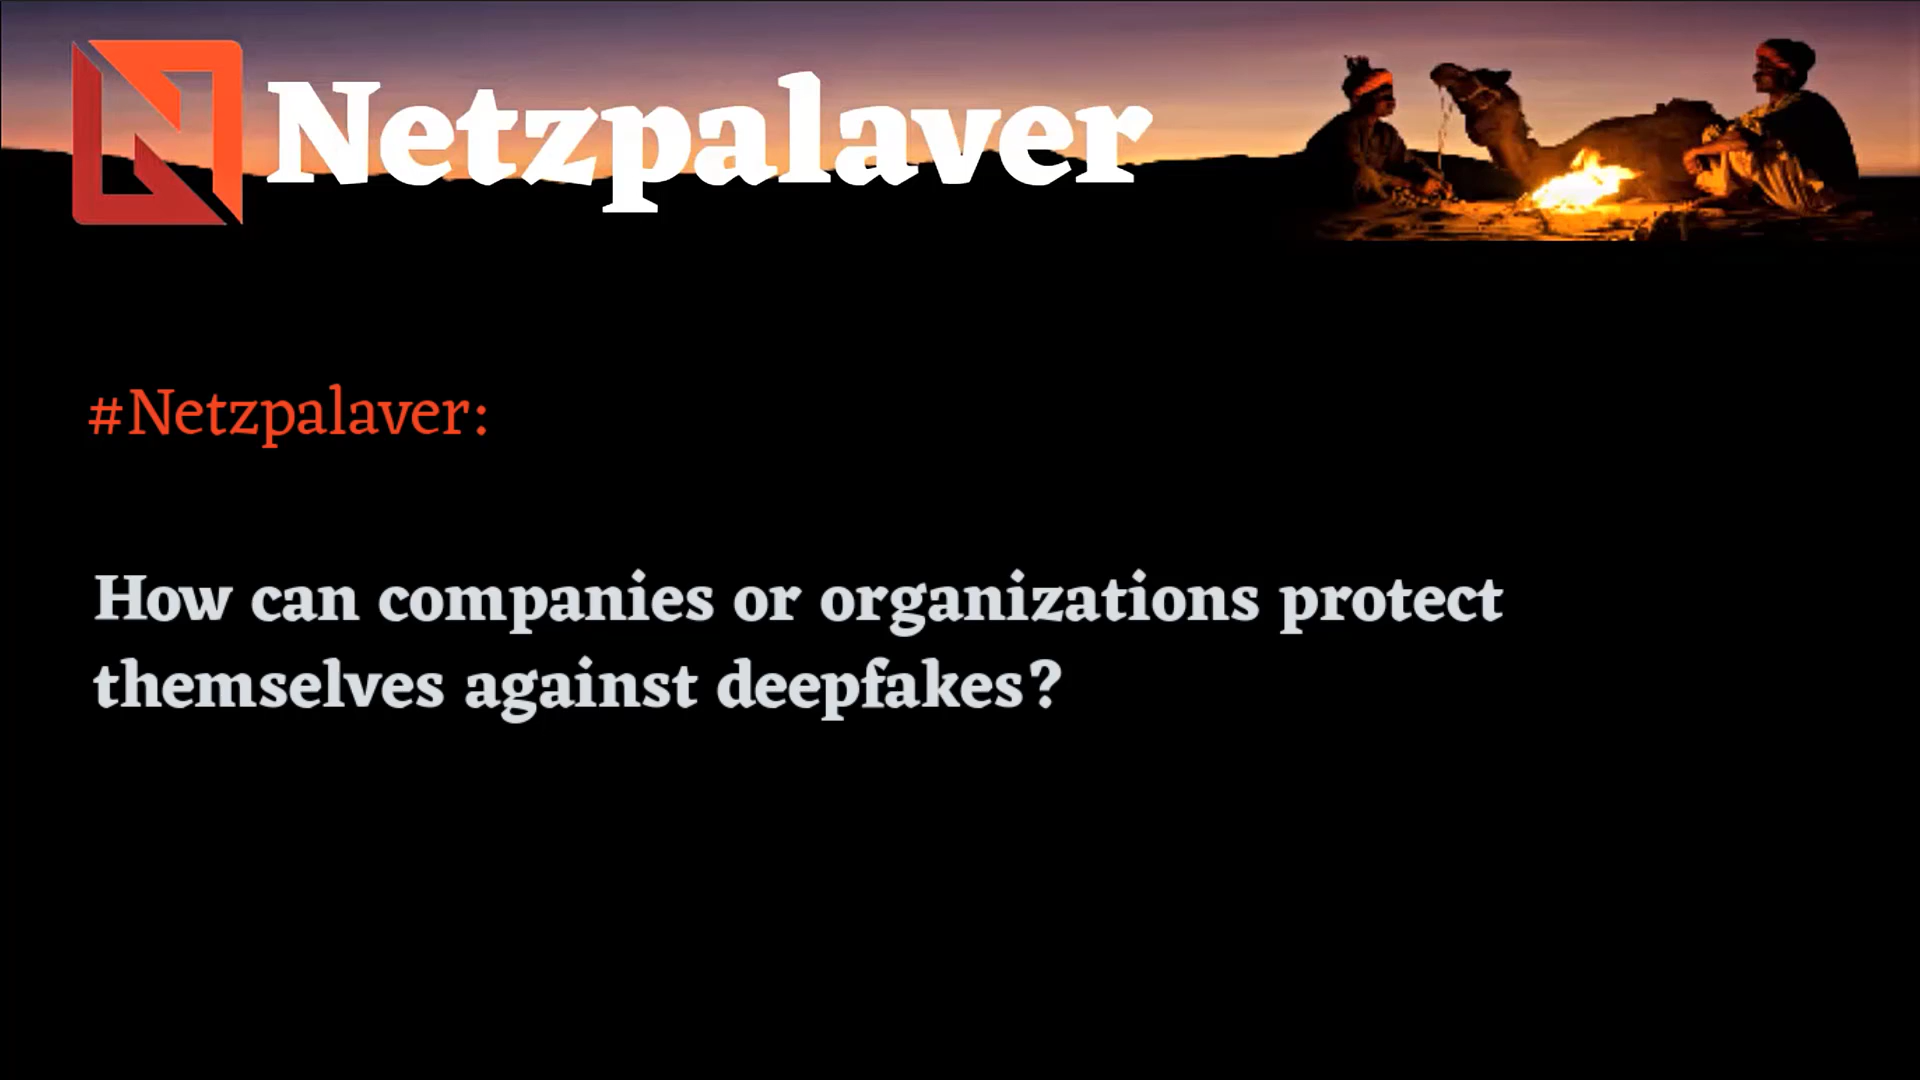 Netzpalaver
#Netzpalaver:
How can companies or organizations protect
themselves against deepfakes?